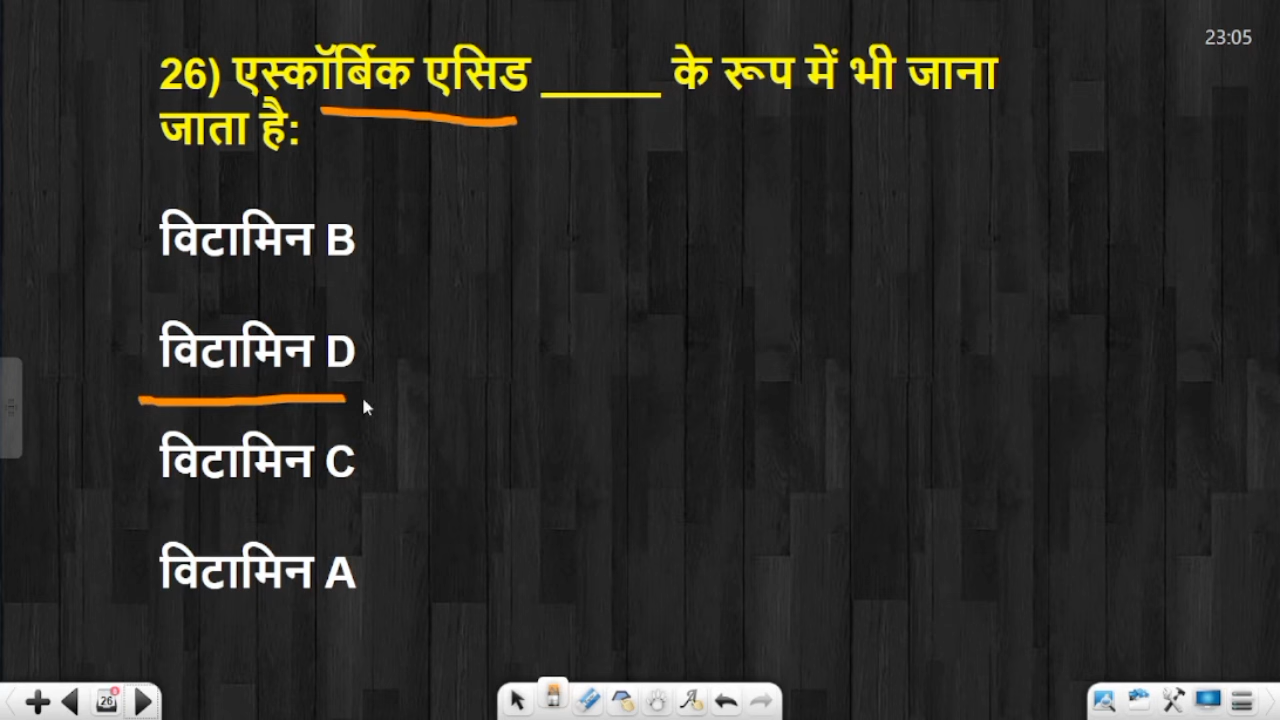 23:05
26) एस्कॉर्बिक एसिड _____ के रूप में भी जाना
जाता है:
विटामिन B
विटामिन D
विटामिन C
विटामिन A
26